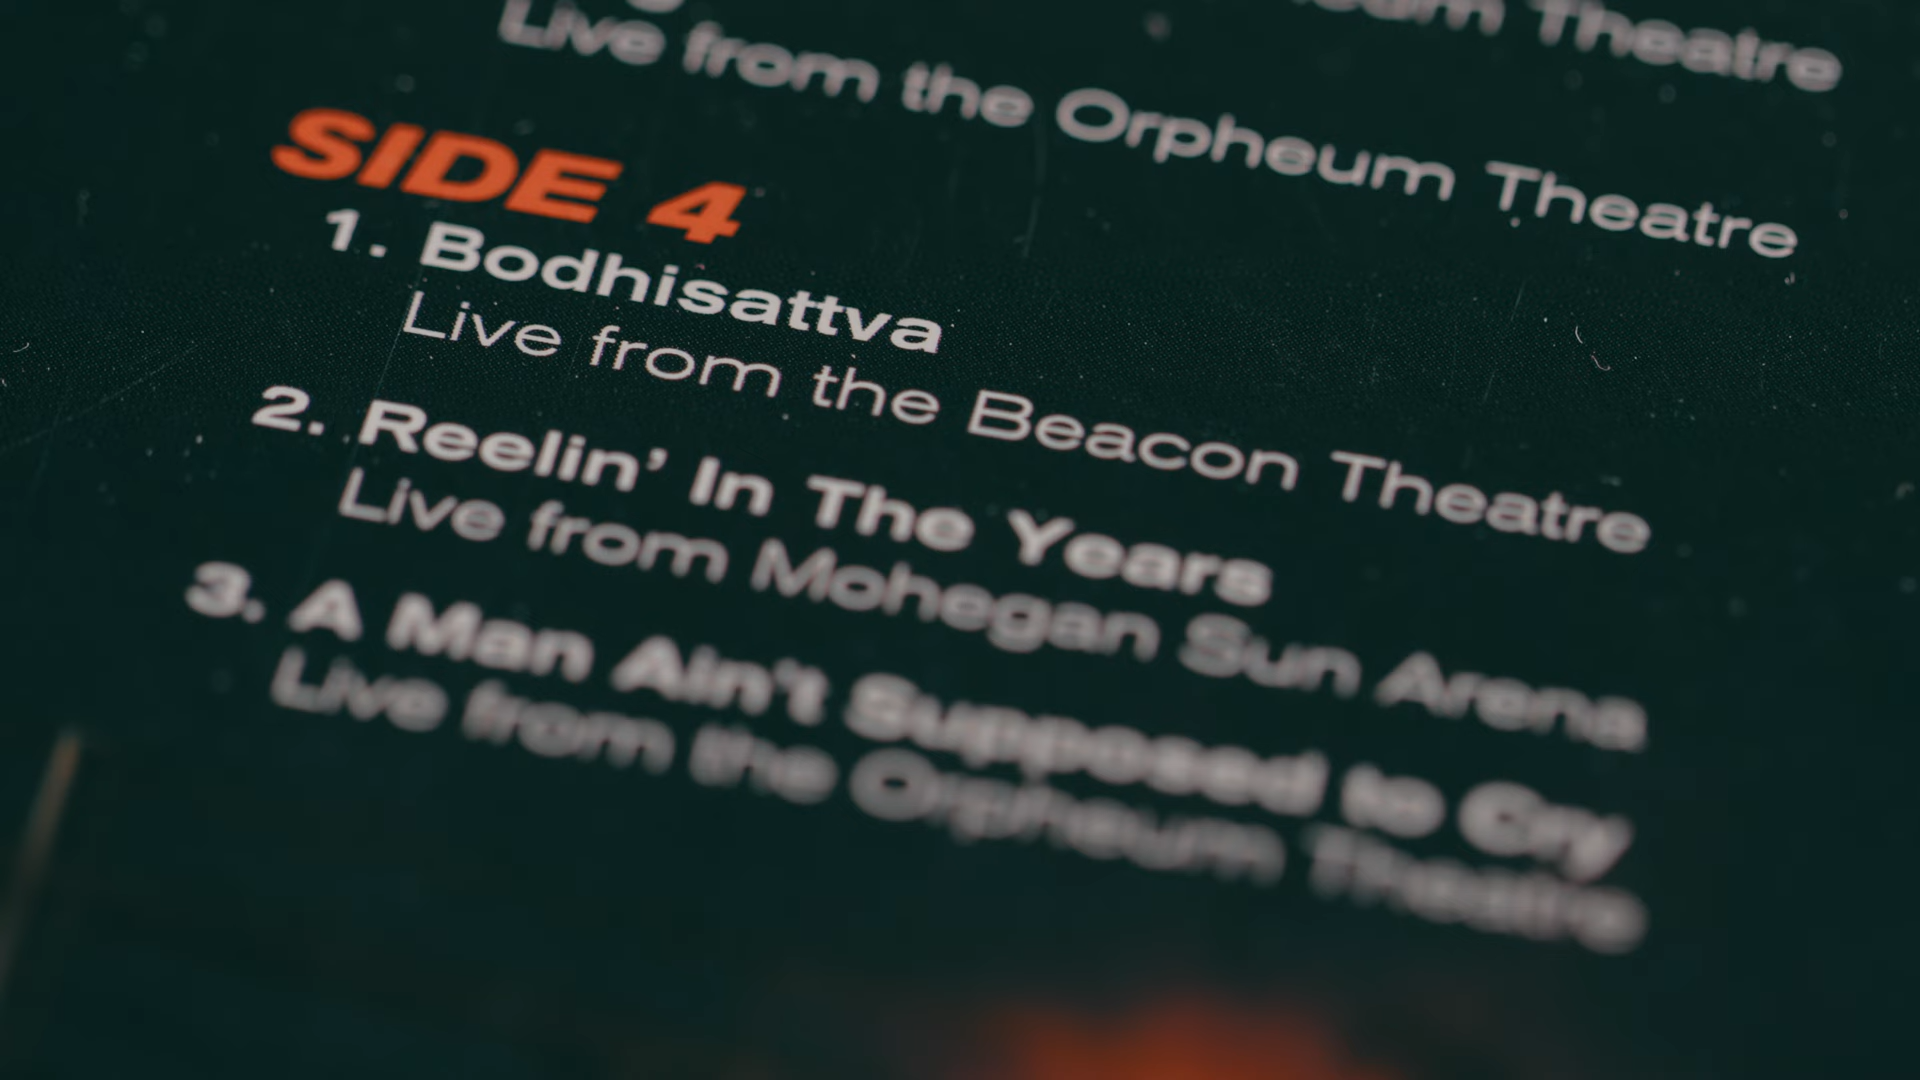 Theatre
Live from the Orpheum Theatre
SIDE 4
1. Bodhisattva
Live from the Beacon Theatre
2. Reelin’ In The Years
Live from Mohegan Sun Arena
3. A Man Ain't Supposed to Cry
Live from the Orpheum Theatre